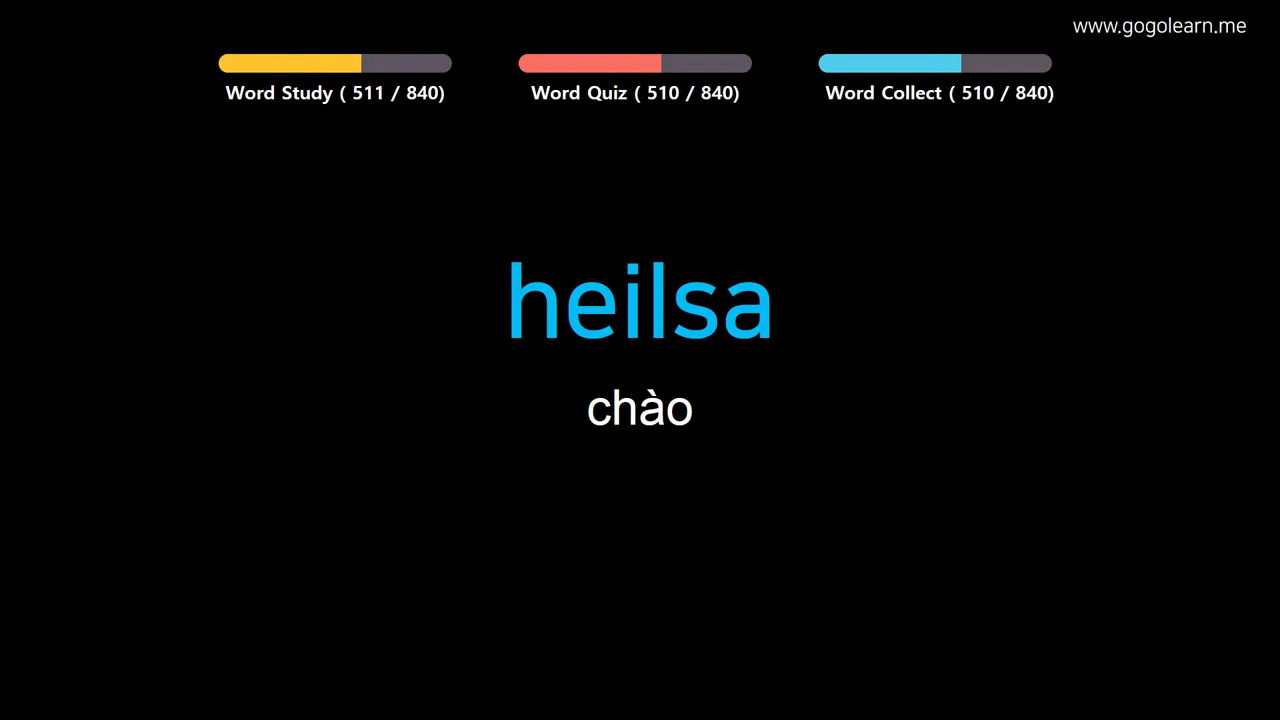 www.gogolearn.me
Word Study ( 511 / 840)
Word Quiz ( 510 / 840)
Word Collect ( 510 / 840)
heilsa
chào